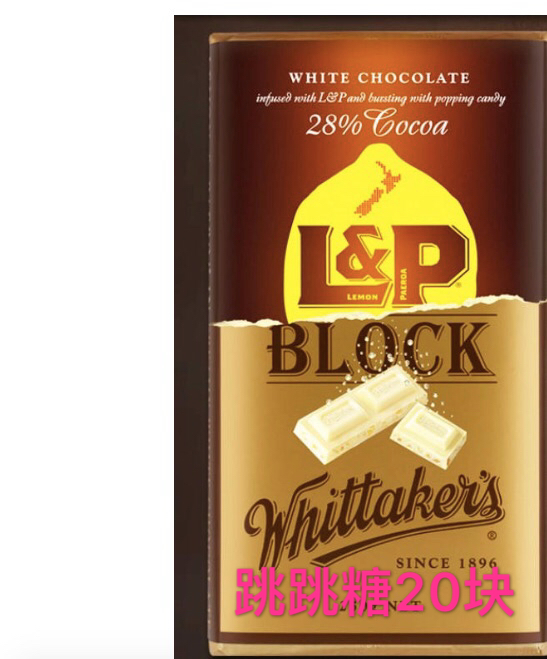 WHITE CHOCOLATE
infused with L&P and bursting with popping candy
28% Cocoa
L&P
LEMON
PAEROA
BLOCK
Whittaker's
®
SINCE 1896
跳跳糖20块
NET